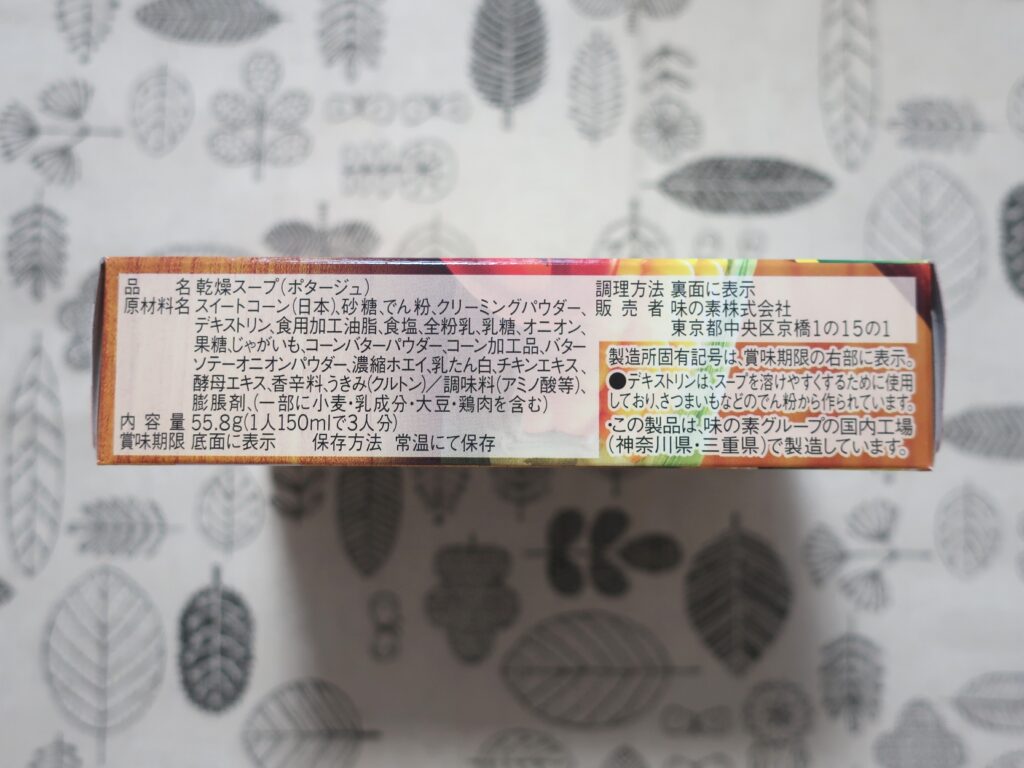 品名 乾燥スープ(ポタージュ)
原材料名 スイートコーン(日本)、砂糖、でん粉、クリーミングパウダー、
デキストリン、食用加工油脂、食塩、全粉乳、乳糖、オニオン、
果糖、じゃがいも、コーンバターパウダー、コーン加工品、バター
ソテーオニオンパウダー、濃縮ホエイ、乳たん白、チキンエキス、
酵母エキス、香辛料、うきみ(クルトン)／調味料(アミノ酸等)、
膨脹剤、(一部に小麦・乳成分・大豆・鶏肉を含む)
内容量 55.8g(1人150mlで3人分)
賞味期限 底面に表示 保存方法 常温にて保存
調理方法 裏面に表示
販売者 味の素株式会社
東京都中央区京橋1の15の1
製造所固有記号は、賞味期限の右部に表示。
●デキストリンは、スープを溶けやすくするために使用
しており、さつまいもなどのでん粉から作られています。
・この製品は、味の素グループの国内工場
(神奈川県・三重県)で製造しています。